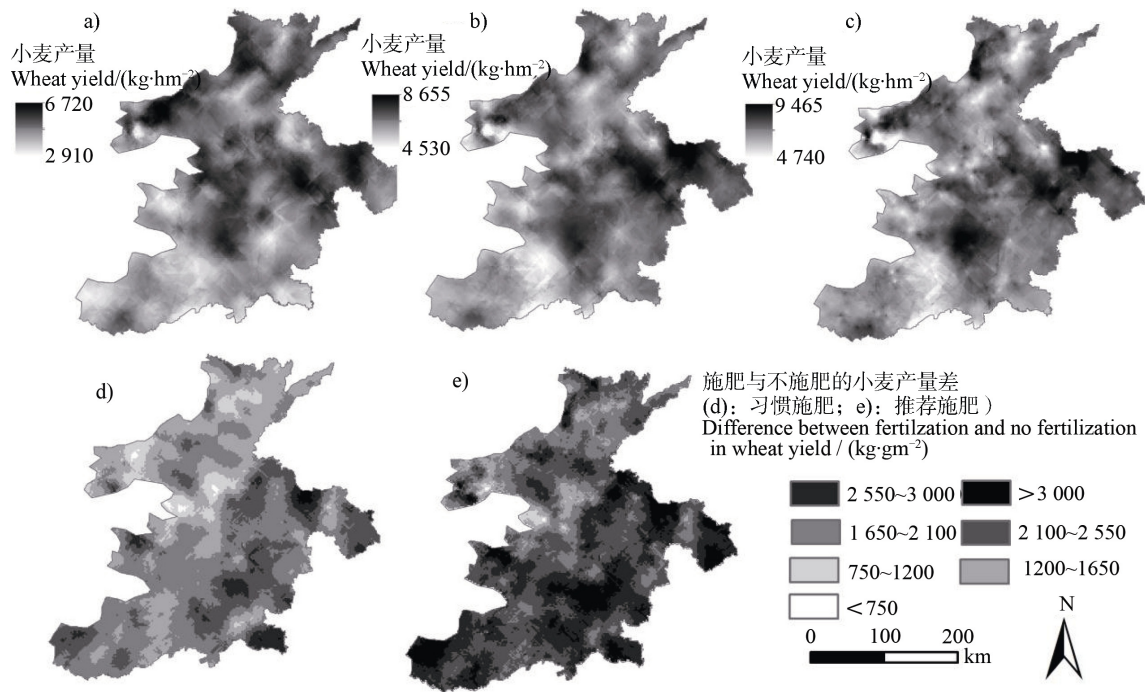 a)
小麦产量
Wheat yield/(kg·hm⁻²)
6 720
2 910
b)
小麦产量
Wheat yield/(kg·hm⁻²)
8 655
4 530
c)
小麦产量
Wheat yield/(kg·hm⁻²)
9 465
4 740
d)
e)
施肥与不施肥的小麦产量差
(d)：习惯施肥；e)：推荐施肥）
Difference between fertilzation and no fertilization
in wheat yield / (kg·gm⁻²)
2 550~3 000
>3 000
1 650~2 100
2 100~2 550
750~1200
1200~1650
<750
N
0 100 200
km